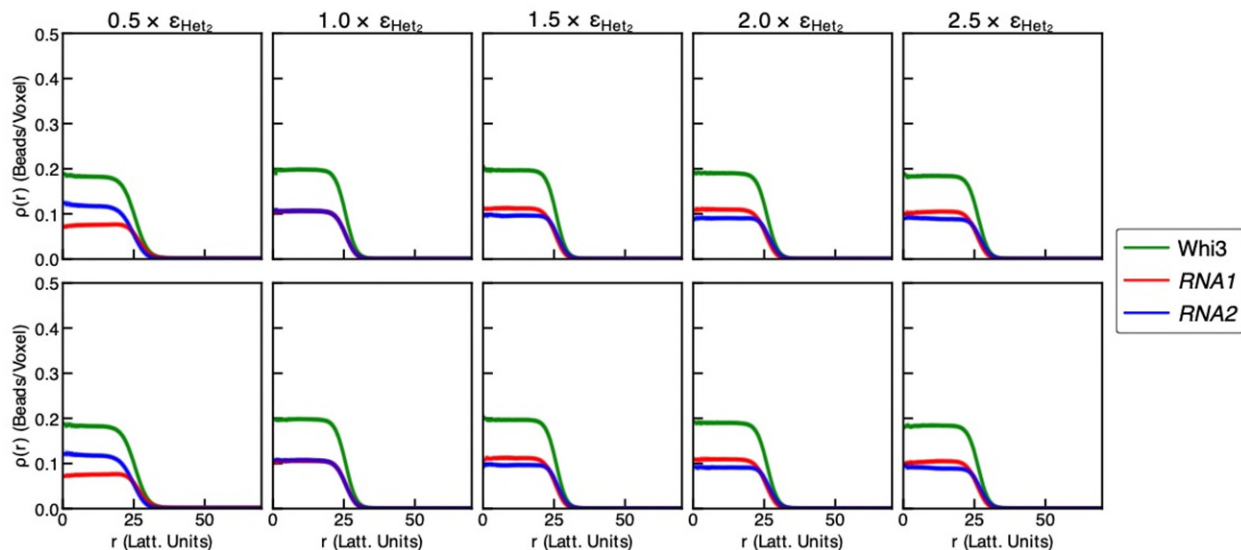 0.5 × εHet₂ 1.0 × εHet₂ 1.5 × εHet₂ 2.0 × εHet₂ 2.5 × εHet₂
0.5
0.4
0.3
0.2
0.1
0.0
ρ(r) (Beads/Voxel)
Whi3
RNA1
RNA2
0.5
0.4
0.3
0.2
0.1
0.0
ρ(r) (Beads/Voxel)
0 25 50 0 25 50 0 25 50 0 25 50 0 25 50
r (Latt. Units) r (Latt. Units) r (Latt. Units) r (Latt. Units) r (Latt. Units)